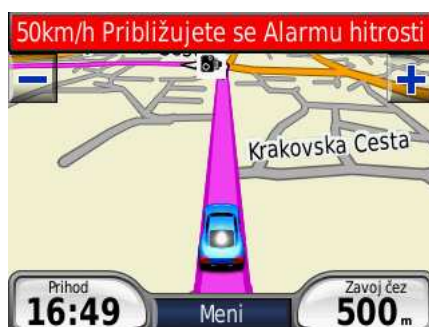 50km/h Približujete se Alarmu hitrosti
Krakovska Cesta
Prihod
16:49
Meni
Zavoj čez
500m